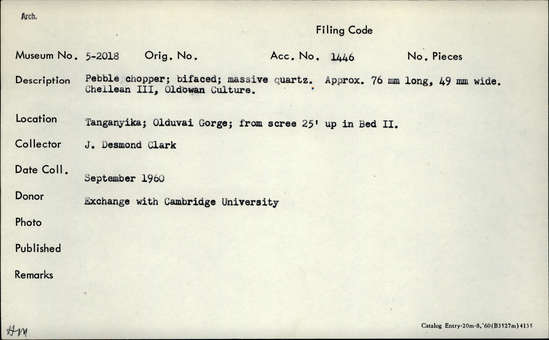 Arch.
Filing Code
Museum No. 5-2018 Orig. No. Acc. No. 1446 No. Pieces
Description Pebble chopper; bifaced; massive quartz. Approx. 76 mm long, 49 mm wide.
Chellean III, Oldowan Culture.
Location Tanganyika; Olduvai Gorge; from scree 25' up in Bed II.
Collector J. Desmond Clark
Date Coll. September 1960
Donor Exchange with Cambridge University
Photo
Published
Remarks
HM
Catalog Entry-20m-8,'60(B3127m)4131